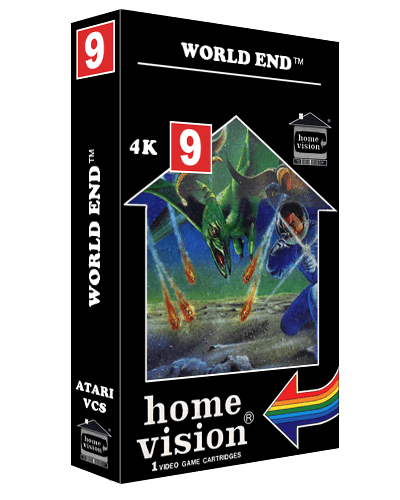 9
WORLD END™
ATARI
VCS
home
vision
WORLD END™
4K 9
home
vision
home
vision®
1 VIDEO GAME CARTRIDGES